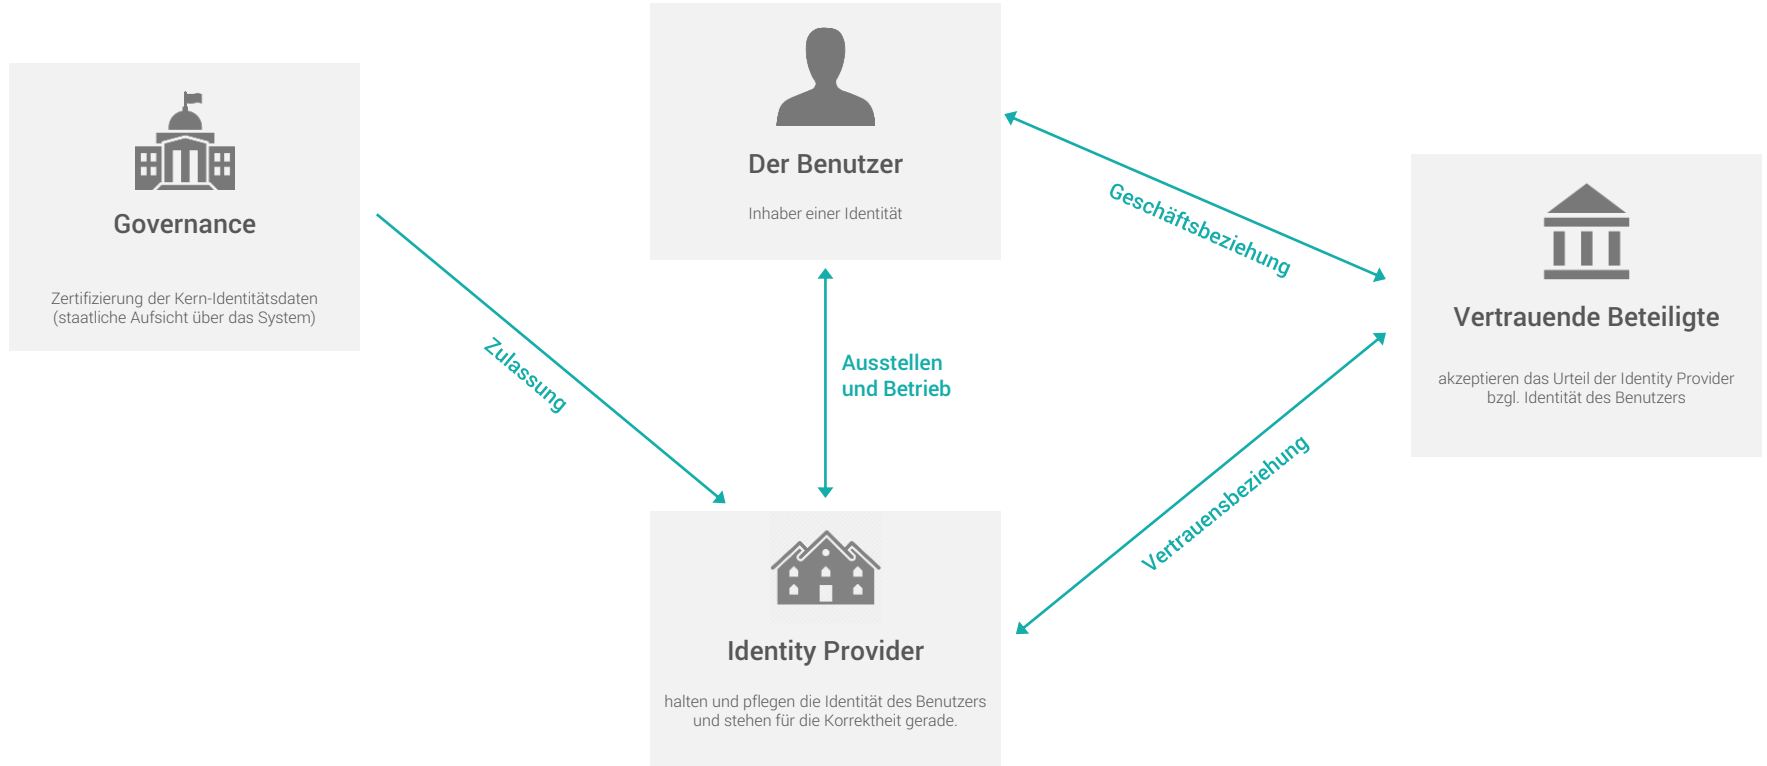 Governance
Zertifizierung der Kern-Identitätsdaten
(staatliche Aufsicht über das System)
Zulassung
Der Benutzer
Inhaber einer Identität
Ausstellen
und Betrieb
Identity Provider
halten und pflegen die Identität des Benutzers
und stehen für die Korrektheit gerade.
Geschäftsbeziehung
Vertrauensbeziehung
Vertrauende Beteiligte
akzeptieren das Urteil der Identity Provider
bzgl. Identität des Benutzers